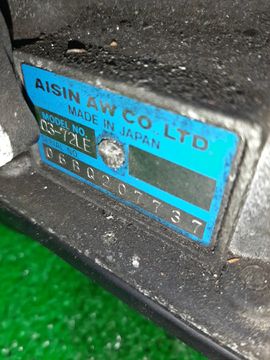 AISIN AW CO., LTD
MADE IN JAPAN
MODEL NO.
03-72LE
SERIAL NO.
06BQ207737